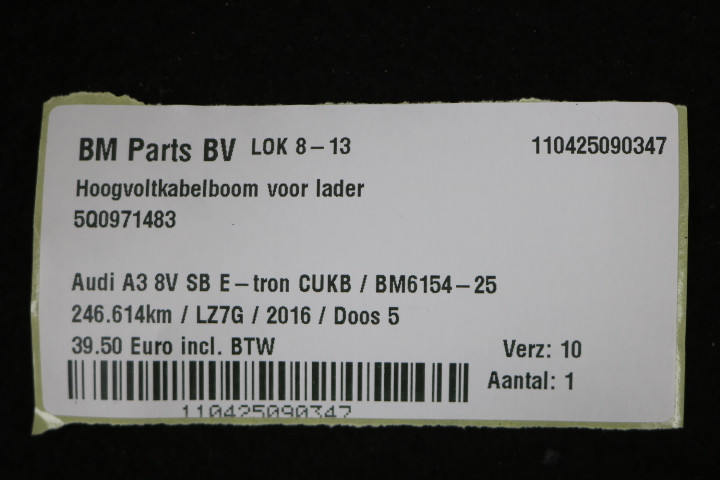 BM Parts BV LOK 8-13 110425090347
Hoogvoltkabelboom voor lader
5Q0971483
Audi A3 8V SB E-tron CUKB / BM6154-25
246.614km / LZ7G / 2016 / Doos 5
39.50 Euro incl. BTW Verz: 10
Aantal: 1
110425090347